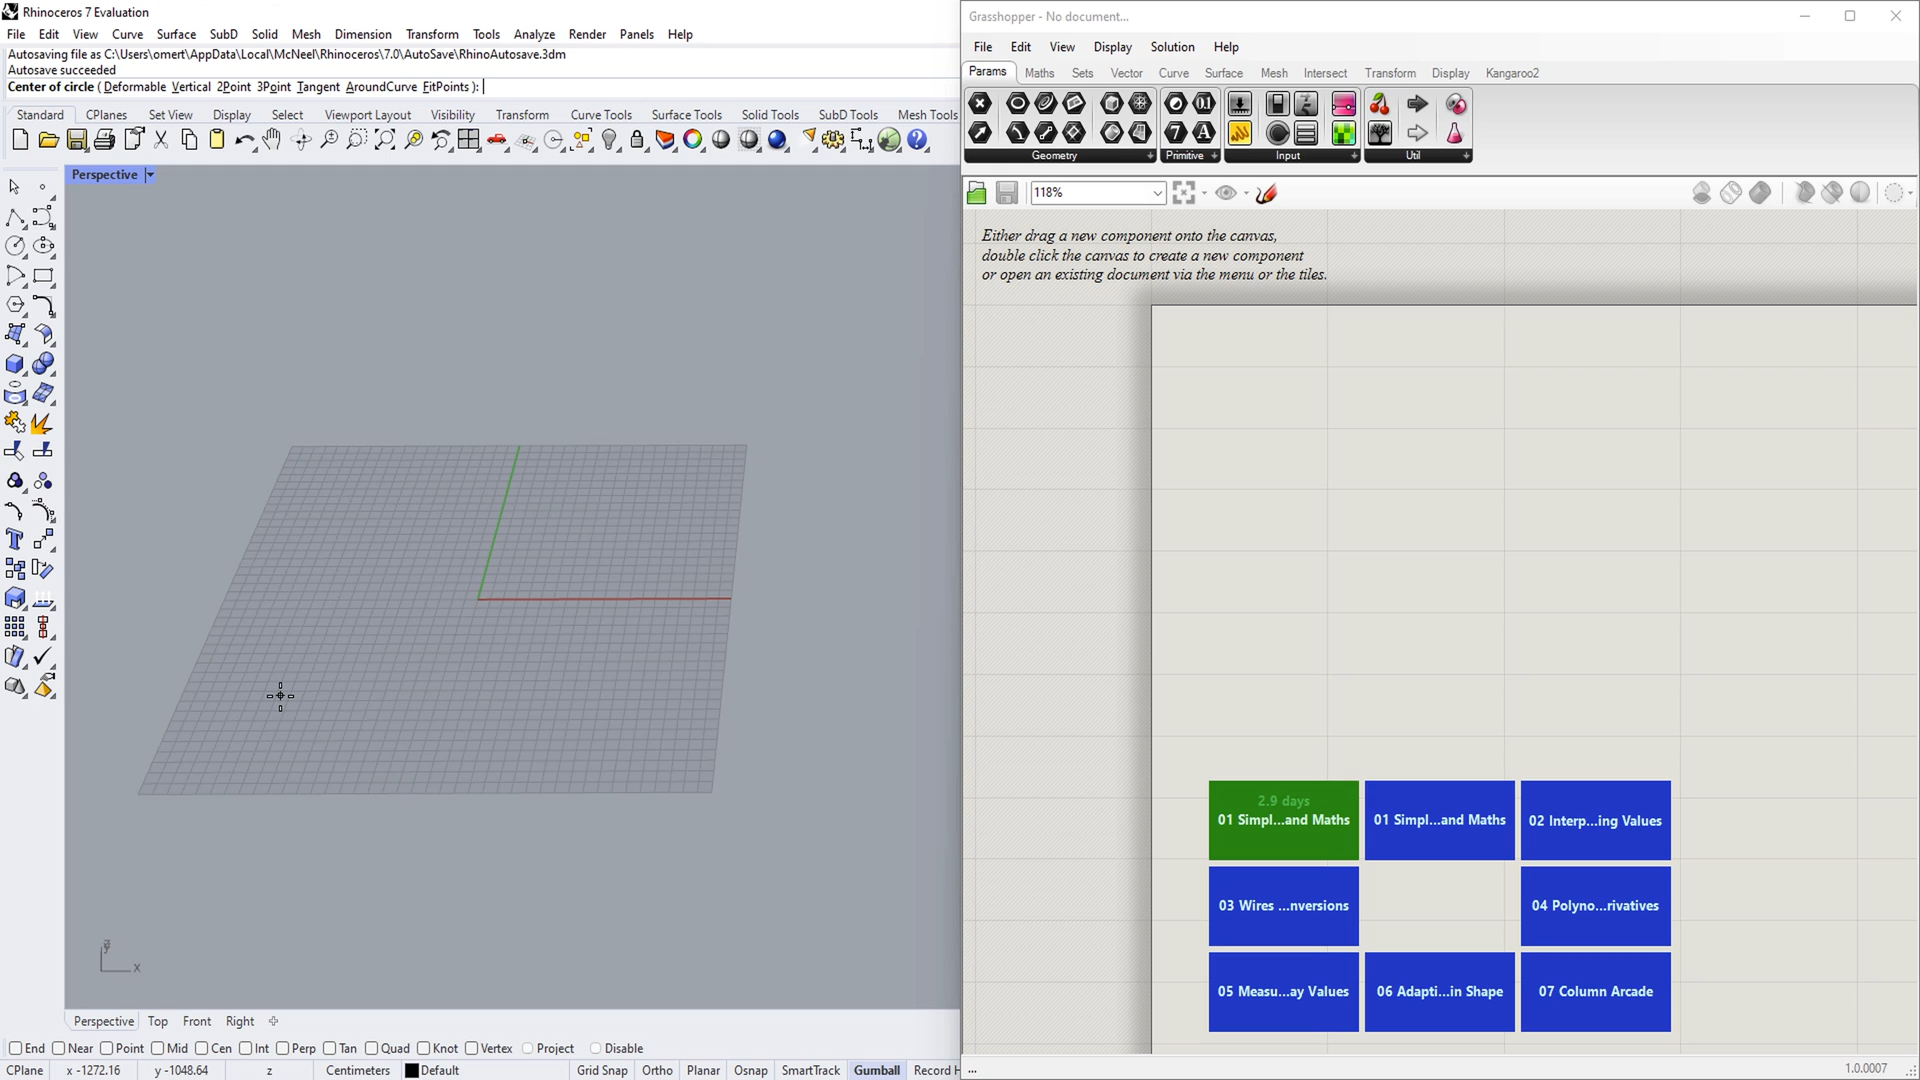 Rhinoceros 7 Evaluation
File Edit View Curve Surface SubD Solid Mesh Dimension Transform Tools Analyze Render Panels Help
Autosaving file as C:\Users\omert\AppData\Local\McNeel\Rhinoceros\7.0\AutoSave\RhinoAutosave.3dm
Autosave succeeded
Center of circle ( Deformable Vertical 2Point 3Point Tangent AroundCurve FitPoints ):
Standard CPlanes Set View Display Select Viewport Layout Visibility Transform Curve Tools Surface Tools Solid Tools SubD Tools Mesh Tools
Perspective
y
x
Perspective Top Front Right
End Near Point Mid Cen Int Perp Tan Quad Knot Vertex Project Disable
CPlane x -1272.16 y -1048.64 z Centimeters Default Grid Snap Ortho Planar Osnap SmartTrack Gumball Record H
Grasshopper - No document...
File Edit View Display Solution Help
Params Maths Sets Vector Curve Surface Mesh Intersect Transform Display Kangaroo2
Geometry Primitive Input Util
118%
Either drag a new component onto the canvas,
double click the canvas to create a new component
or open an existing document via the menu or the tiles.
2.9 days
01 Simpl...and Maths 01 Simpl...and Maths 02 Interp...ing Values
03 Wires ...nversions 04 Polyno...rivatives
05 Measu...ay Values 06 Adapti...in Shape 07 Column Arcade
... 1.0.0007